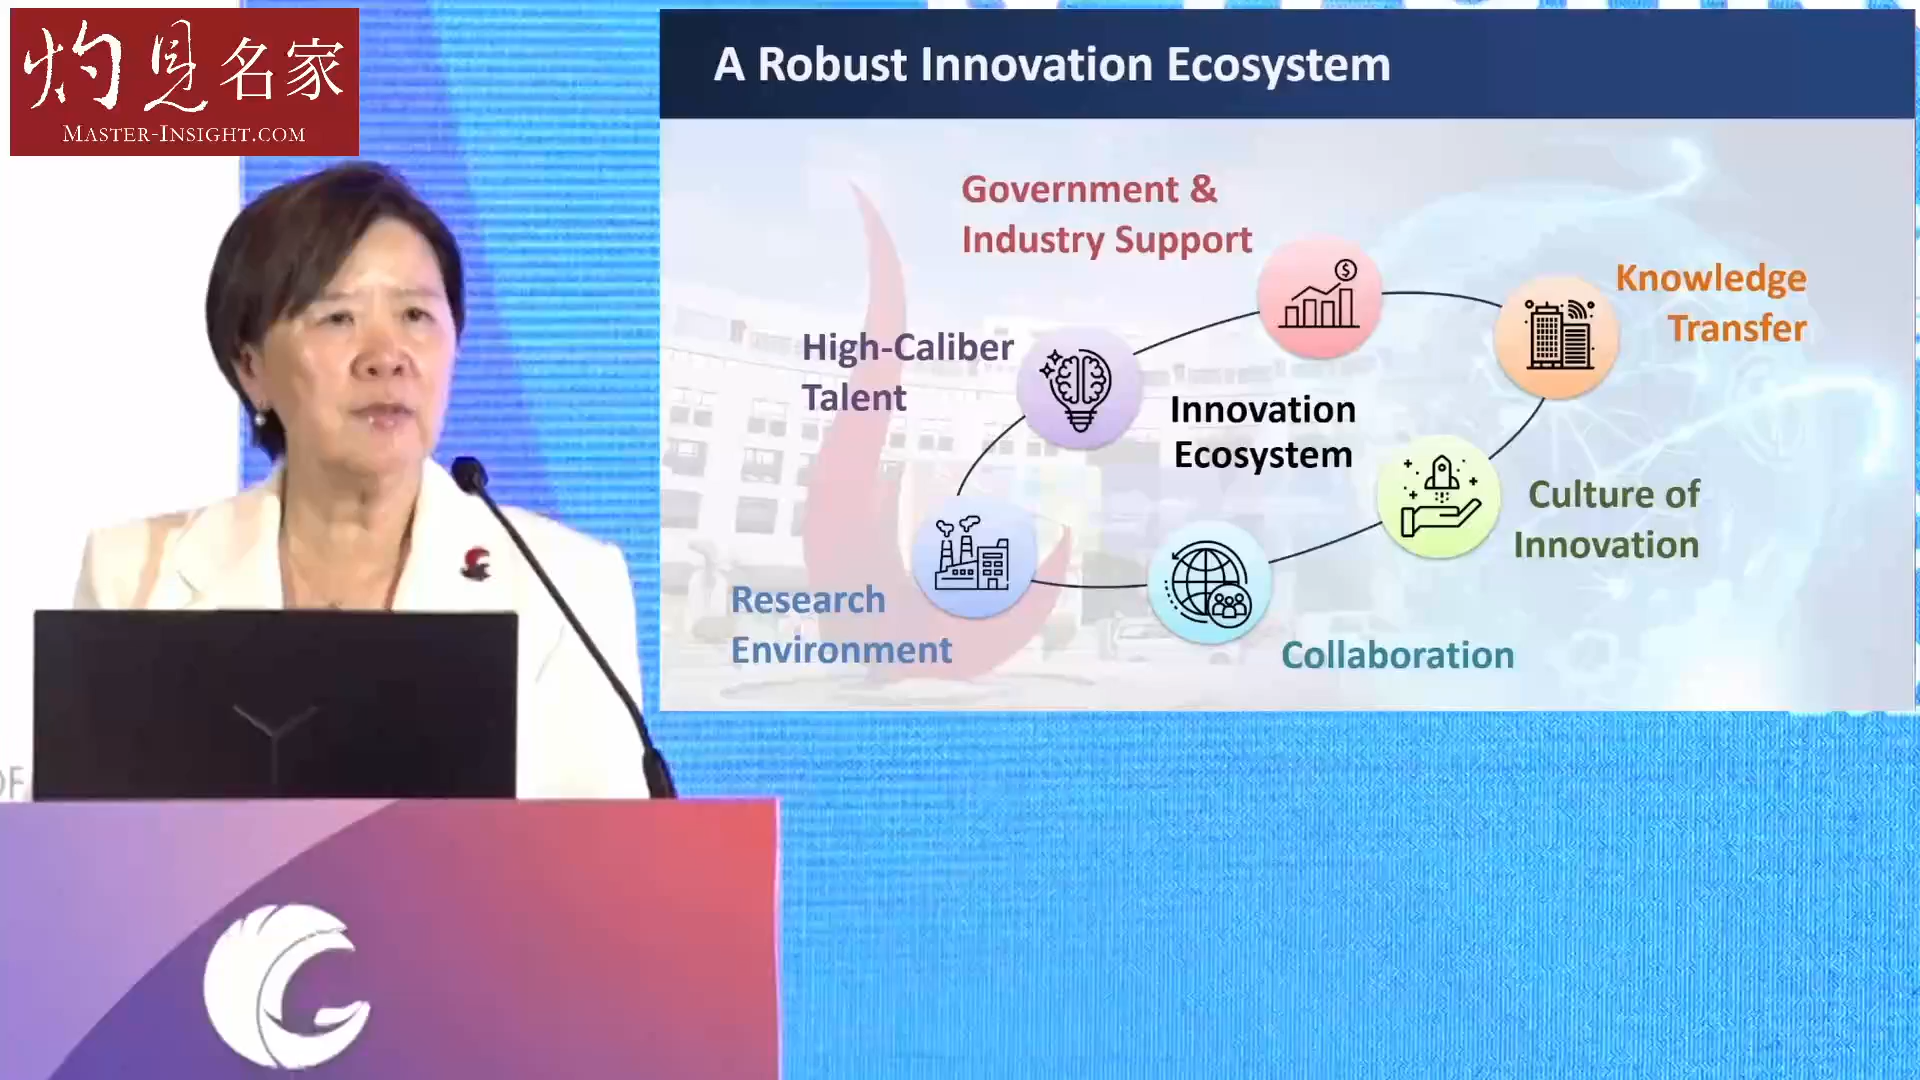 灼見名家
MASTER-INSIGHT.COM
A Robust Innovation Ecosystem
Government &
Industry Support
Knowledge
Transfer
High-Caliber
Talent
Innovation
Ecosystem
Culture of
Innovation
Research
Environment
Collaboration
OF